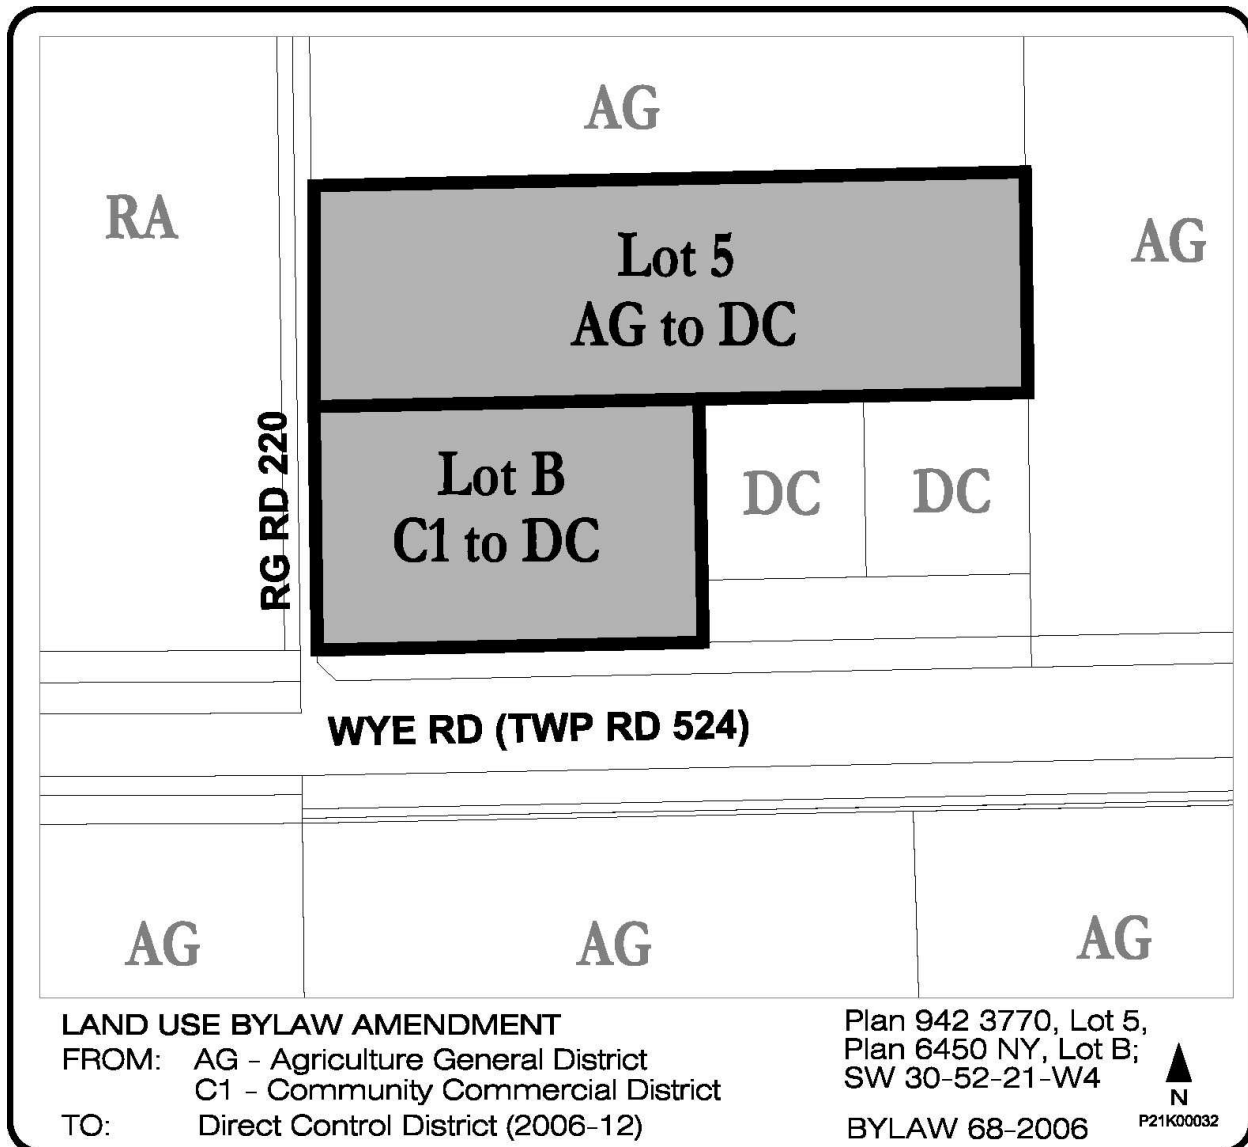 AG
RA
AG
Lot 5
AG to DC
RG RD 220
Lot B
C1 to DC
DC
DC
WYE RD (TWP RD 524)
AG
AG
AG
LAND USE BYLAW AMENDMENT
FROM: AG - Agriculture General District
C1 - Community Commercial District
TO: Direct Control District (2006-12)
Plan 942 3770, Lot 5,
Plan 6450 NY, Lot B;
SW 30-52-21-W4
BYLAW 68-2006
N
P21K00032